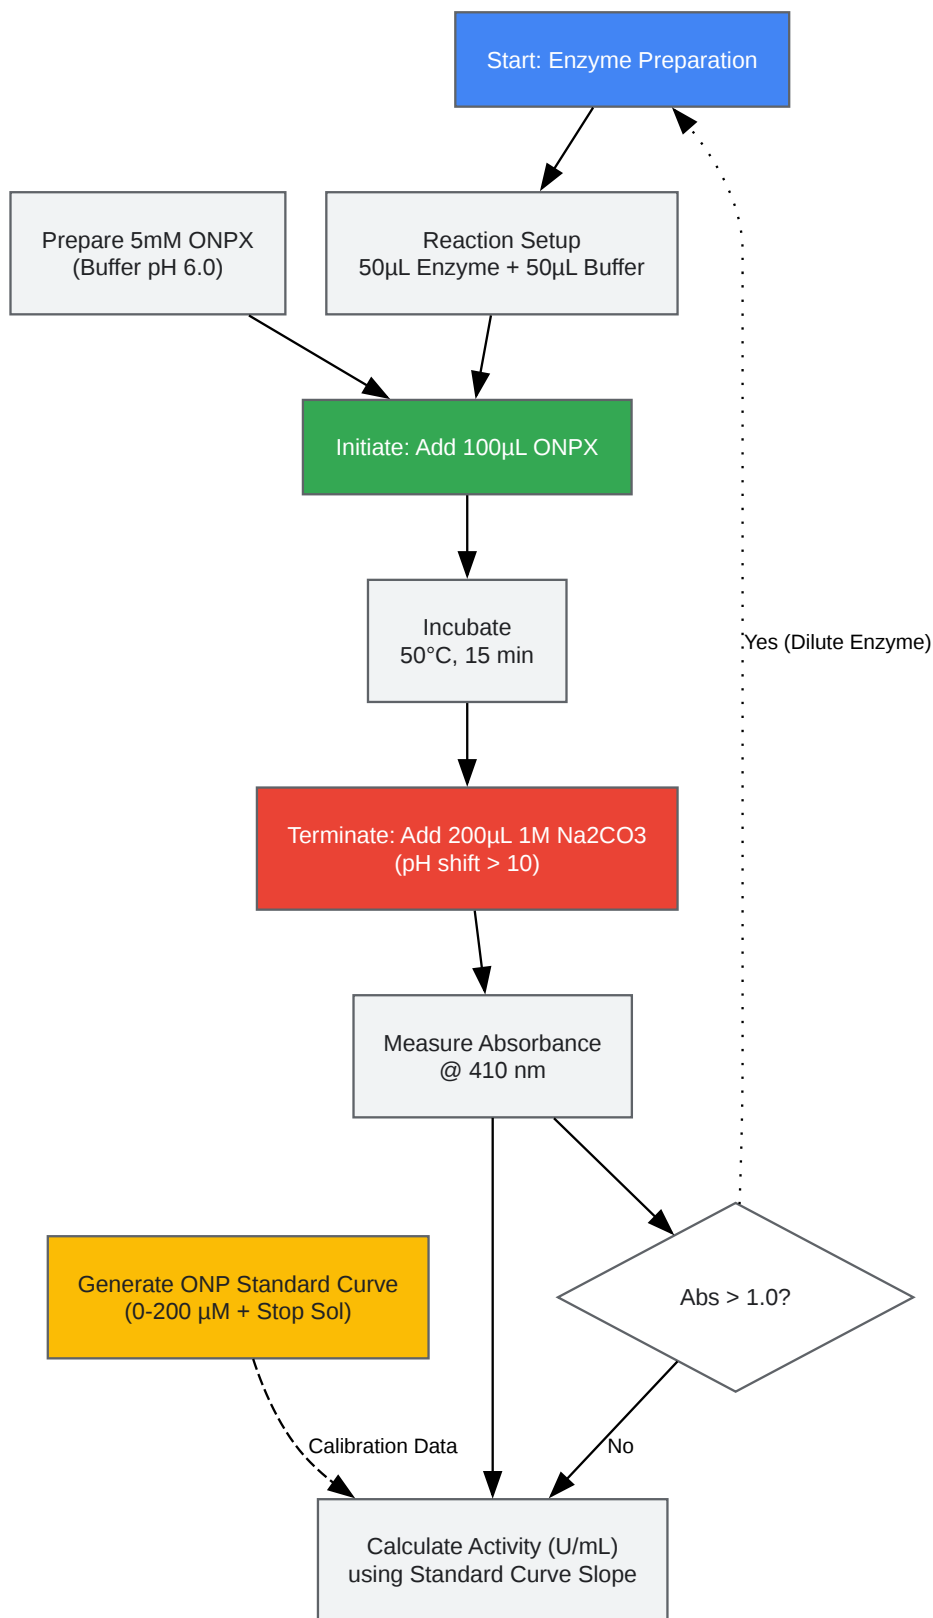 Start: Enzyme Preparation
Prepare 5mM ONPX
(Buffer pH 6.0)
Reaction Setup
50µL Enzyme + 50µL Buffer
Initiate: Add 100µL ONPX
Incubate
50°C, 15 min
Yes (Dilute Enzyme)
Terminate: Add 200µL 1M Na2CO3
(pH shift > 10)
Measure Absorbance
@ 410 nm
Generate ONP Standard Curve
(0-200 µM + Stop Sol)
Abs > 1.0?
Calibration Data
No
Calculate Activity (U/mL)
using Standard Curve Slope